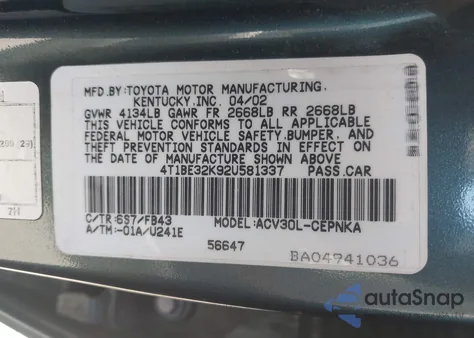 MFD.BY:TOYOTA MOTOR MANUFACTURING,
KENTUCKY,INC. 04/02
GVWR 4134LB GAWR FR 2668LB RR 2668LB
THIS VEHICLE CONFORMS TO ALL APPLICABLE
FEDERAL MOTOR VEHICLE SAFETY,BUMPER, AND
THEFT PREVENTION STANDARDS IN EFFECT ON
THE DATE OF MANUFACTURE SHOWN ABOVE.
4T1BE32K92U581337 PASS.CAR
C/TR:6S7/FB43 MODEL:ACV30L-CEPNKA
A/TM:-01A/U241E
56647
BA04941036
autoSnap